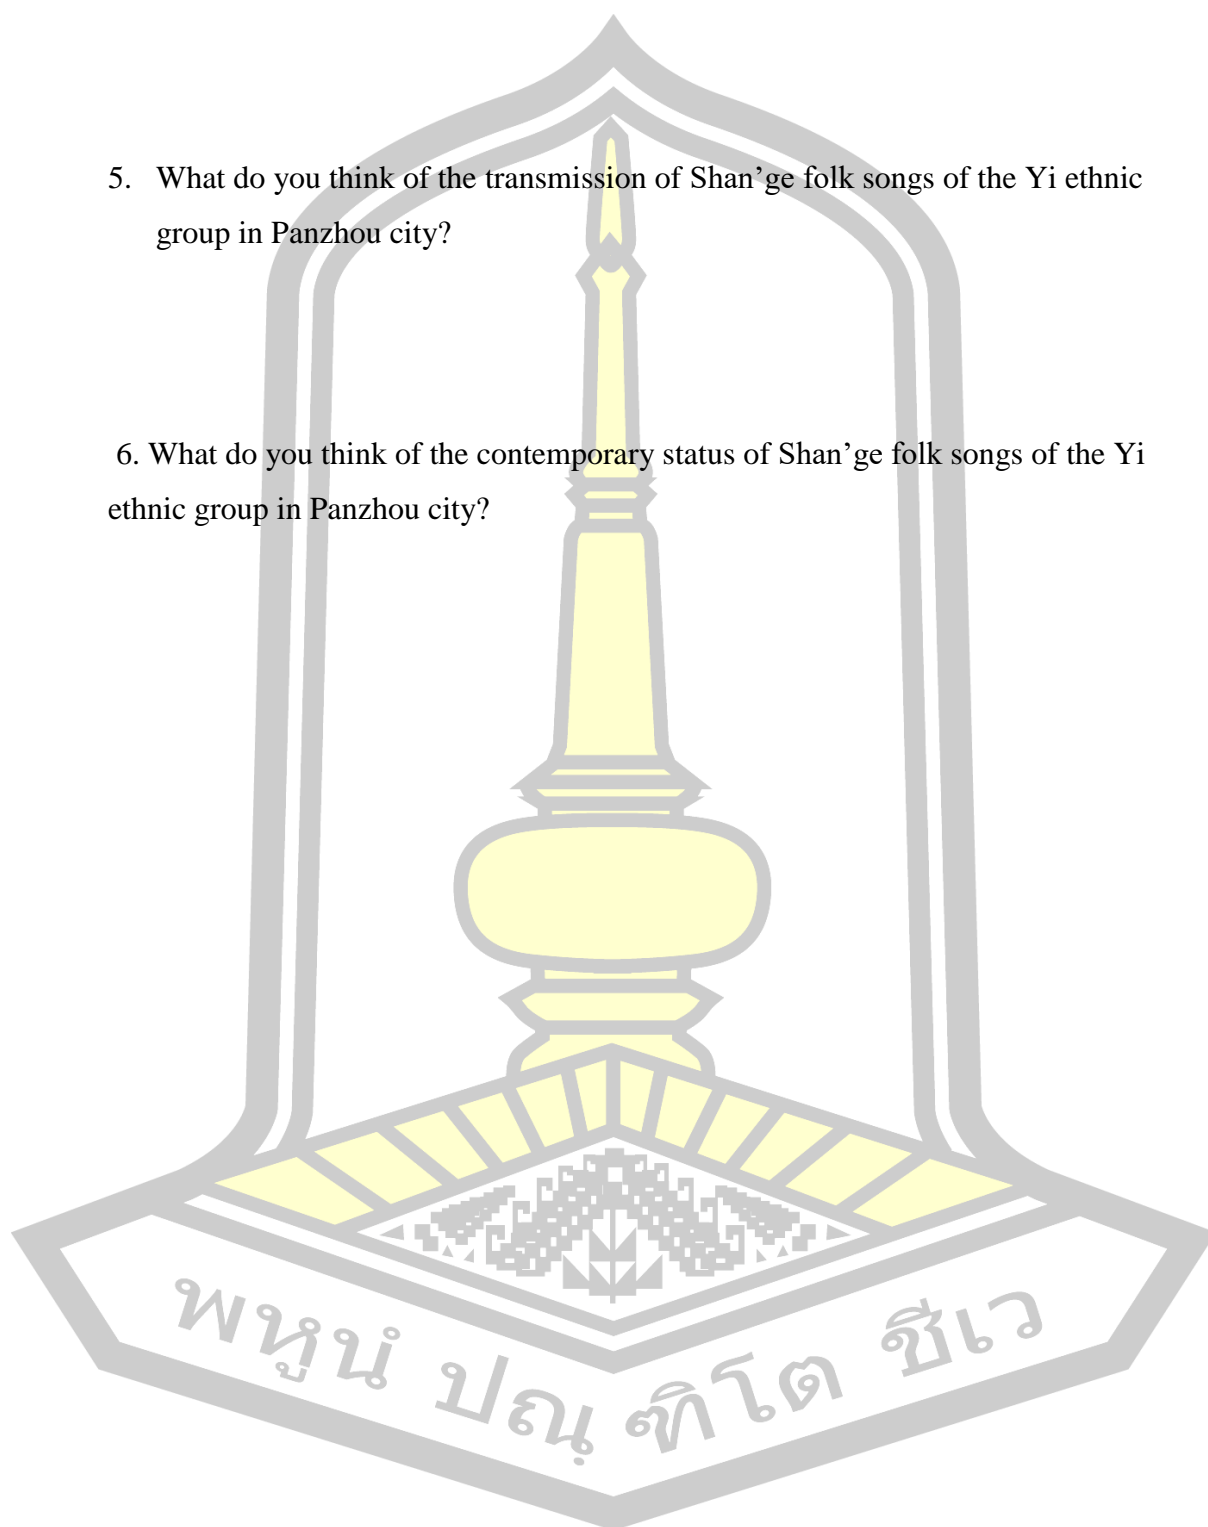 5. What do you think of the transmission of Shan’ge folk songs of the Yi ethnic
group in Panzhou city?
6. What do you think of the contemporary status of Shan’ge folk songs of the Yi
ethnic group in Panzhou city?
พหูนํ ปณฺฑิโต ชีเว